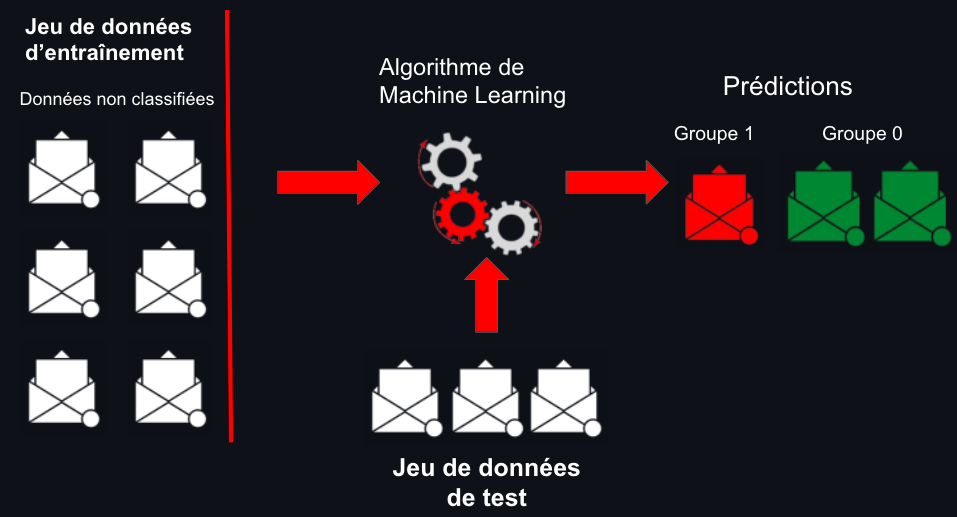 Jeu de données
d’entraînement
Données non classifiées
Algorithme de
Machine Learning
Prédictions
Groupe 1
Groupe 0
Jeu de données
de test